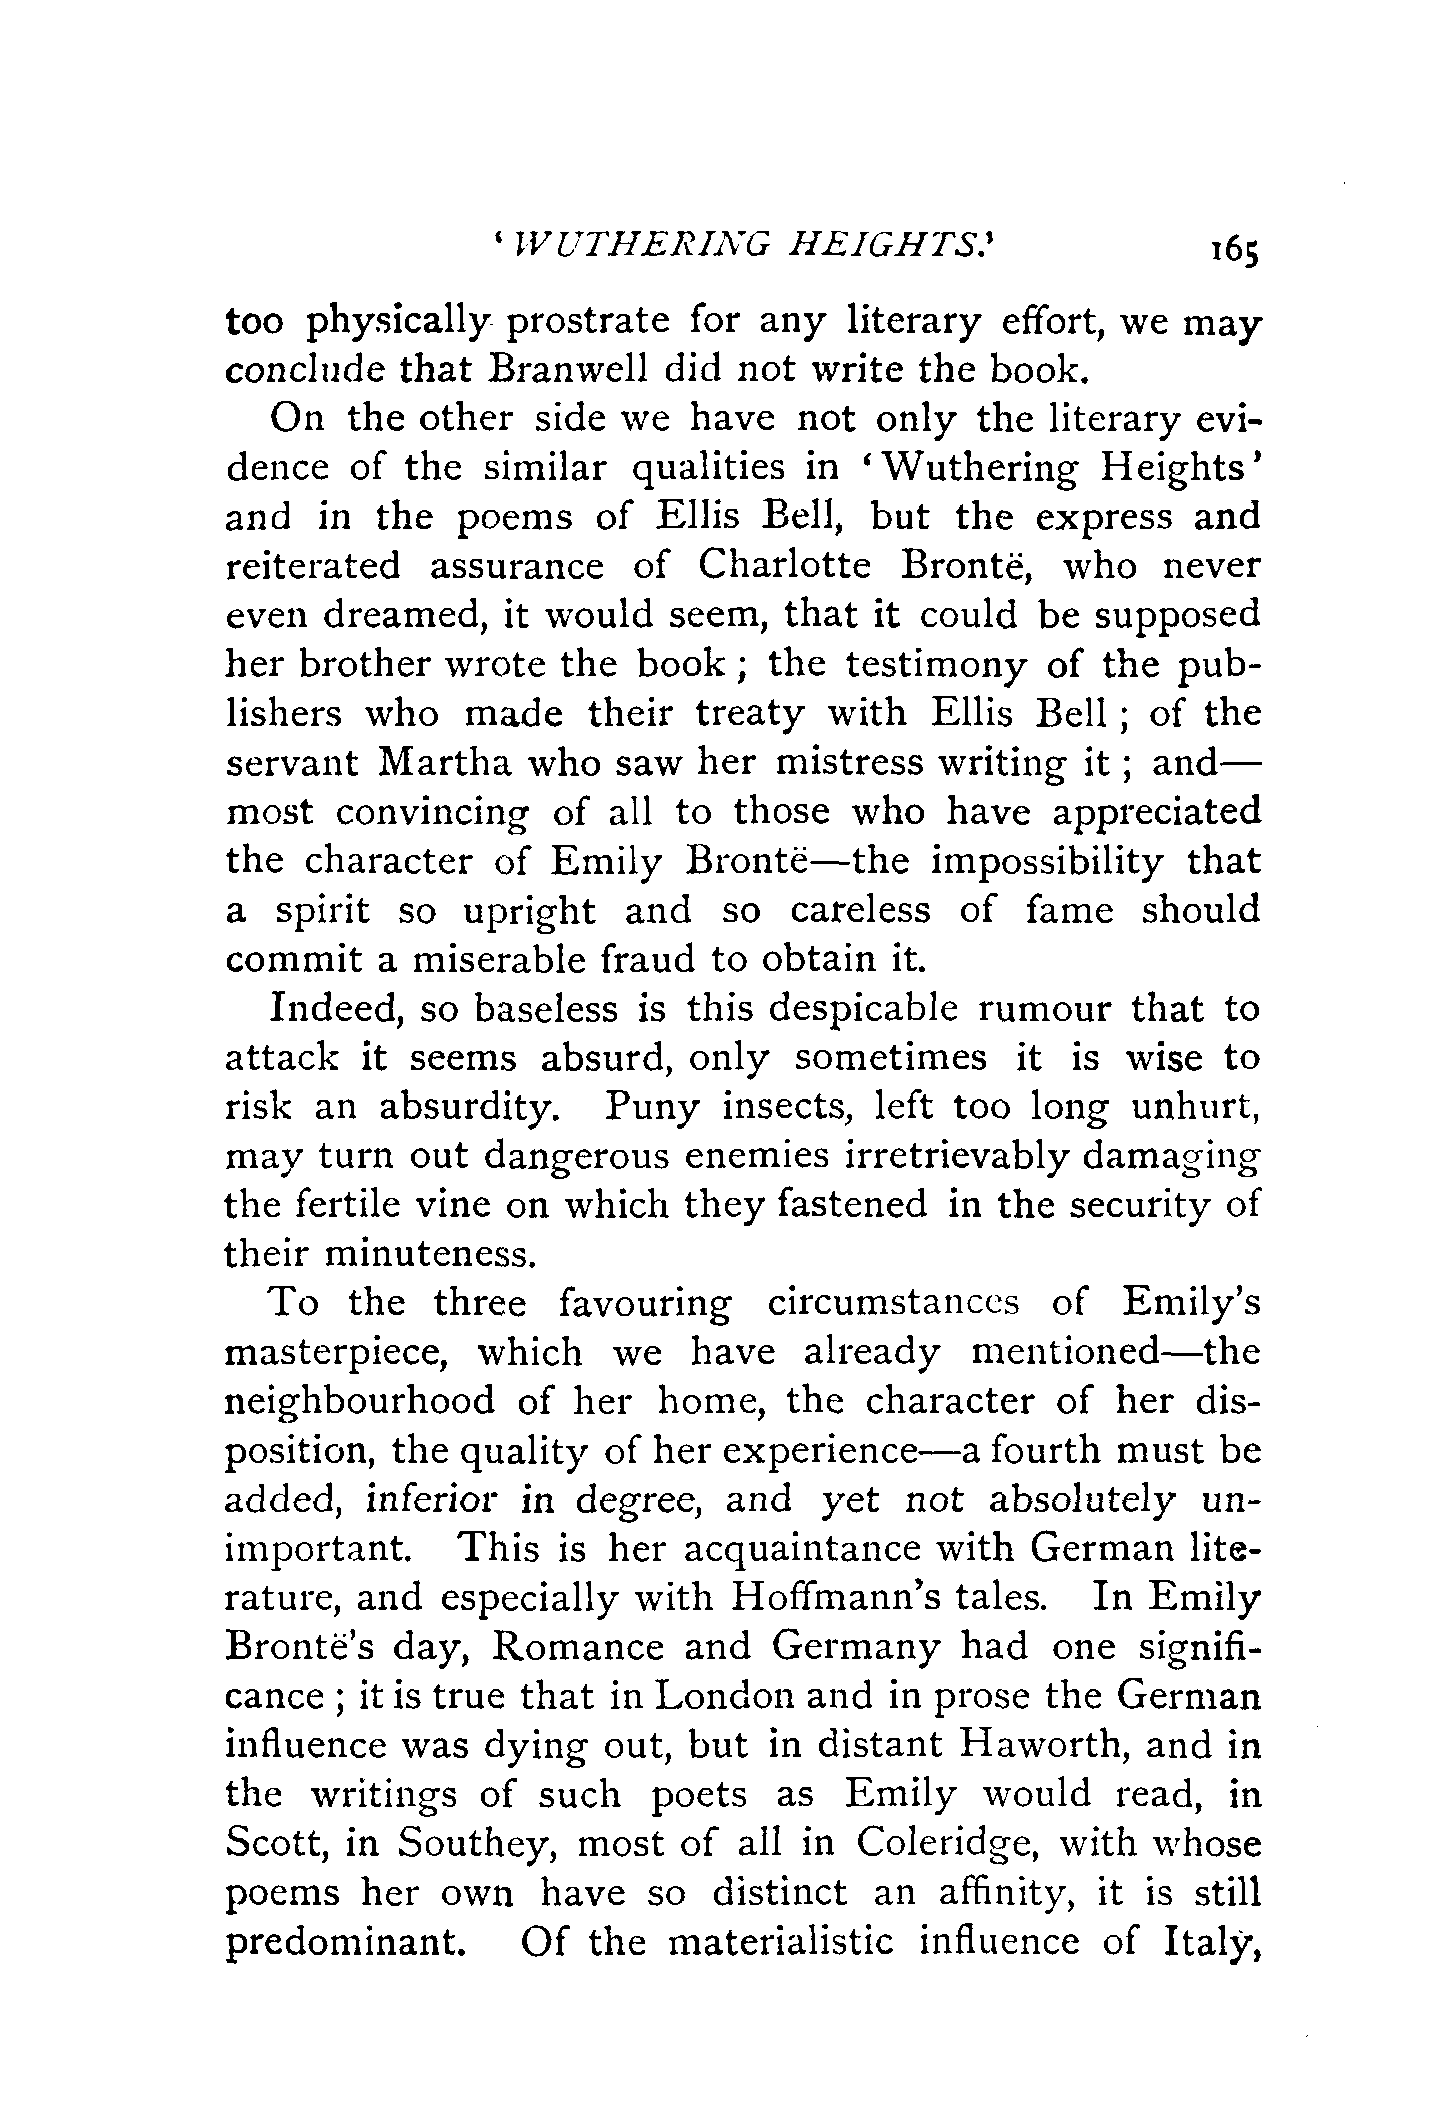 ‘WUTHERING HEIGHTS.’ 165
too physically prostrate for any literary effort, we may
conclude that Branwell did not write the book.
On the other side we have not only the literary evi-
dence of the similar qualities in ‘Wuthering Heights’
and in the poems of Ellis Bell, but the express and
reiterated assurance of Charlotte Brontë, who never
even dreamed, it would seem, that it could be supposed
her brother wrote the book ; the testimony of the pub-
lishers who made their treaty with Ellis Bell ; of the
servant Martha who saw her mistress writing it ; and—
most convincing of all to those who have appreciated
the character of Emily Brontë—the impossibility that
a spirit so upright and so careless of fame should
commit a miserable fraud to obtain it.
Indeed, so baseless is this despicable rumour that to
attack it seems absurd, only sometimes it is wise to
risk an absurdity. Puny insects, left too long unhurt,
may turn out dangerous enemies irretrievably damaging
the fertile vine on which they fastened in the security of
their minuteness.
To the three favouring circumstances of Emily’s
masterpiece, which we have already mentioned—the
neighbourhood of her home, the character of her dis-
position, the quality of her experience—a fourth must be
added, inferior in degree, and yet not absolutely un-
important. This is her acquaintance with German lite-
rature, and especially with Hoffmann’s tales. In Emily
Brontë’s day, Romance and Germany had one signifi-
cance ; it is true that in London and in prose the German
influence was dying out, but in distant Haworth, and in
the writings of such poets as Emily would read, in
Scott, in Southey, most of all in Coleridge, with whose
poems her own have so distinct an affinity, it is still
predominant. Of the materialistic influence of Italy,